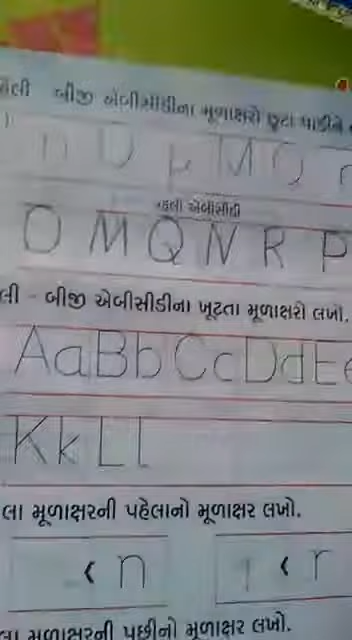 બીજી એબીસીડીના મૂળાક્ષરો છૂટા પાડીને
n D p M Q
પહેલી એબીસીડી
O M Q N R P
લી - બીજી એબીસીડીના ખૂટતા મૂળાક્ષરો લખો.
A a B b C c D d E e
K k L l
લા મૂળાક્ષરની પહેલાનો મૂળાક્ષર લખો.
< n < r
લા મૂળાક્ષરની પછીનો મૂળાક્ષર લખો.